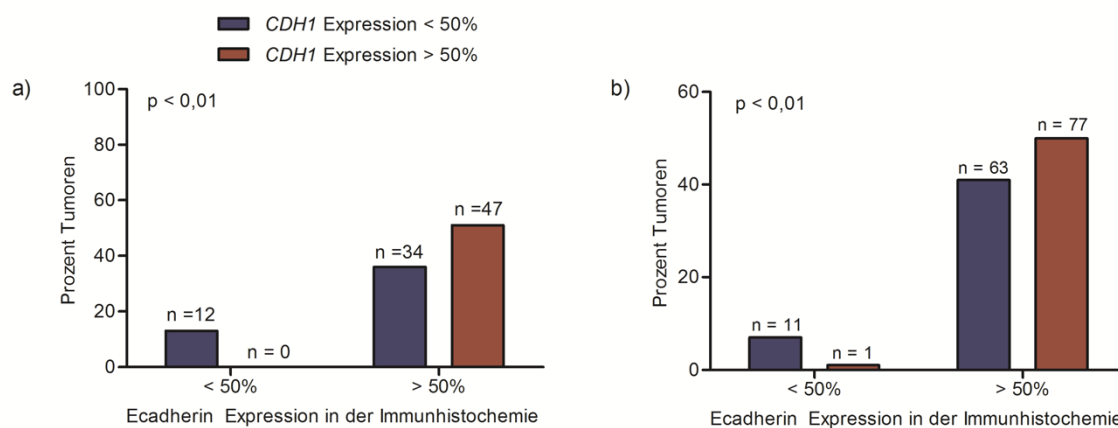 CDH1 Expression < 50%
CDH1 Expression > 50%
a)
p < 0,01
Prozent Tumoren
100
80
60
40
20
0
n =12
n = 0
n =34
n =47
< 50%
> 50%
Ecadherin Expression in der Immunhistochemie
b)
p < 0,01
Prozent Tumoren
60
40
20
0
n = 11
n = 1
n = 63
n = 77
< 50%
> 50%
Ecadherin Expression in der Immunhistochemie